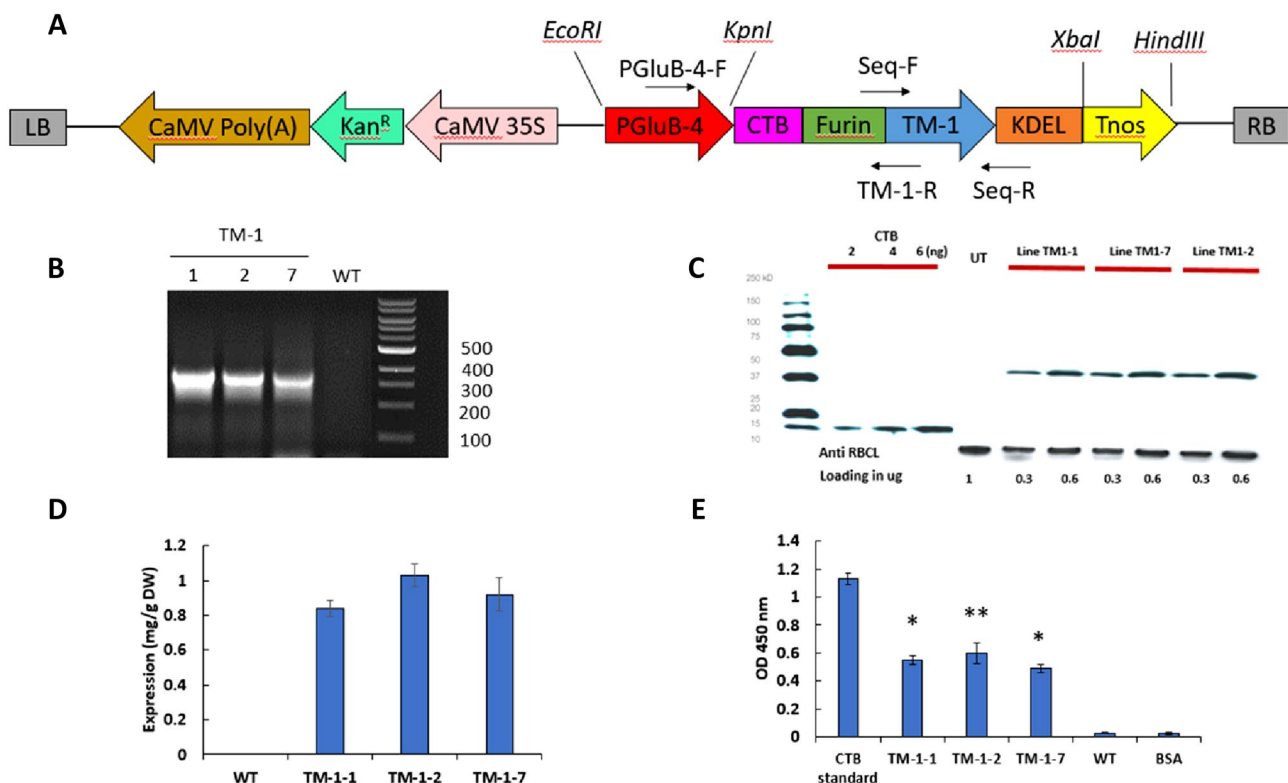 A
EcoRI KpnI XbaI HindIII
PGluB-4-F Seq-F
LB CaMV Poly(A) Kan^R CaMV 35S PGluB-4 CTB Furin TM-1 KDEL Tnos RB
TM-1-R Seq-R
B
TM-1
1 2 7 WT
500
400
300
200
100
C
CTB
2 4 6 (ng) UT Line TM1-1 Line TM1-7 Line TM1-2
250 kD
150
100
75
50
37
25
20
15
10
Anti RBCL
Loading in ug 1 0.3 0.6 0.3 0.6 0.3 0.6
D
Expression (mg/g DW)
1.2
1
0.8
0.6
0.4
0.2
0
WT TM-1-1 TM-1-2 TM-1-7
E
OD 450 nm
1.4
1.2
1
0.8
0.6
0.4
0.2
0
* ** *
CTB standard TM-1-1 TM-1-2 TM-1-7 WT BSA